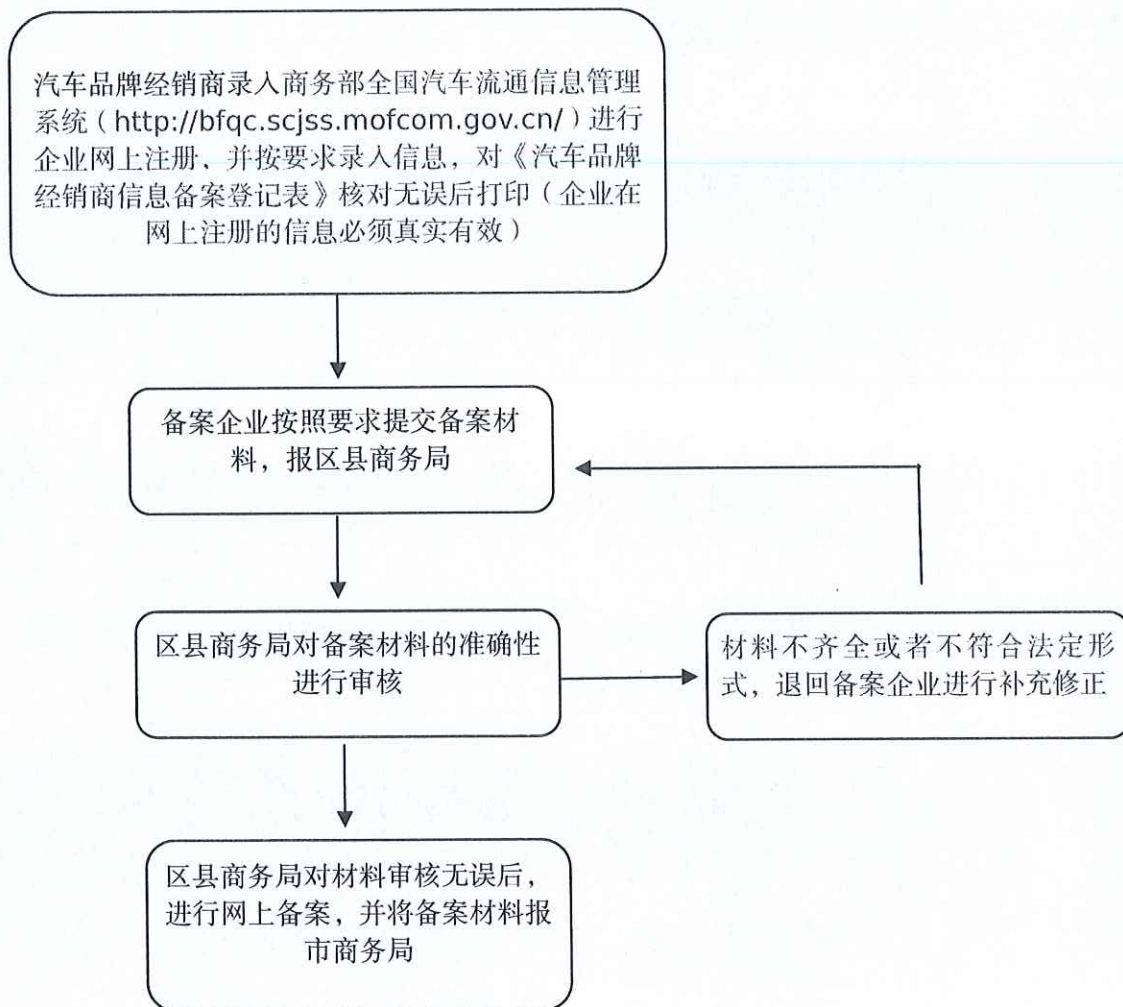 汽车品牌经销商录入商务部全国汽车流通信息管理
系统（http://bfqc.scjss.mofcom.gov.cn/）进行
企业网上注册，并按要求录入信息，对《汽车品牌
经销商信息备案登记表》核对无误后打印（企业在
网上注册的信息必须真实有效）
备案企业按照要求提交备案材
料，报区县商务局
区县商务局对备案材料的准确性
进行审核
材料不齐全或者不符合法定形
式，退回备案企业进行补充修正
区县商务局对材料审核无误后，
进行网上备案，并将备案材料报
市商务局